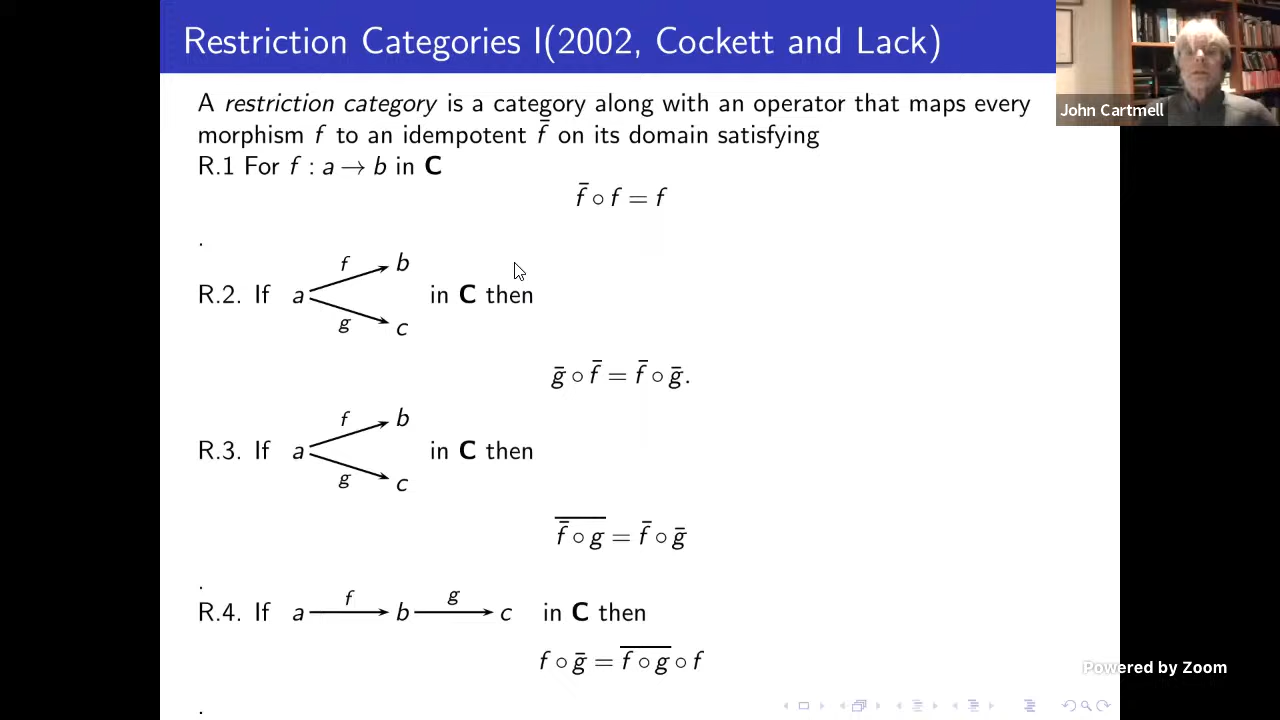 Restriction Categories I(2002, Cockett and Lack)
John Cartmell
A restriction category is a category along with an operator that maps every
morphism f to an idempotent f̄ on its domain satisfying
R.1 For f : a → b in C
f̄ ∘ f = f
.
f b
R.2. If a in C then
g c
ḡ ∘ f̄ = f̄ ∘ ḡ.
f b
R.3. If a in C then
g c
\overline{f̄ ∘ g} = f̄ ∘ ḡ
.
f g
R.4. If a b c in C then
f ∘ ḡ = \overline{f ∘ g} ∘ f
Powered by Zoom
.